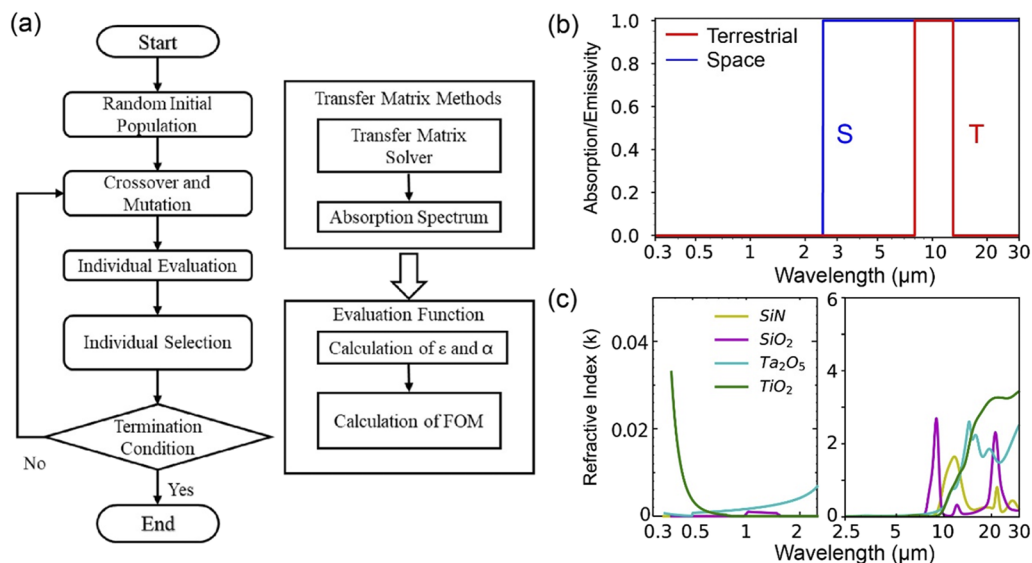 (a)
Start
Random Initial
Population
Crossover and
Mutation
Individual Evaluation
Individual Selection
Termination
Condition
No
Yes
End
Transfer Matrix Methods
Transfer Matrix
Solver
Absorption Spectrum
Evaluation Function
Calculation of ε and α
Calculation of FOM
(b)
Absorption/Emissivity
1.0
0.8
0.6
0.4
0.2
0.0
Terrestrial
Space
S
T
0.3 0.5 1 2 3 5 10 20 30
Wavelength (μm)
(c)
Refractive Index (k)
0.04
0.02
0
SiN
SiO₂
Ta₂O₅
TiO₂
0.3 0.5 1 2
6
4
2
0
2.5 5 10 20 30
Wavelength (μm)